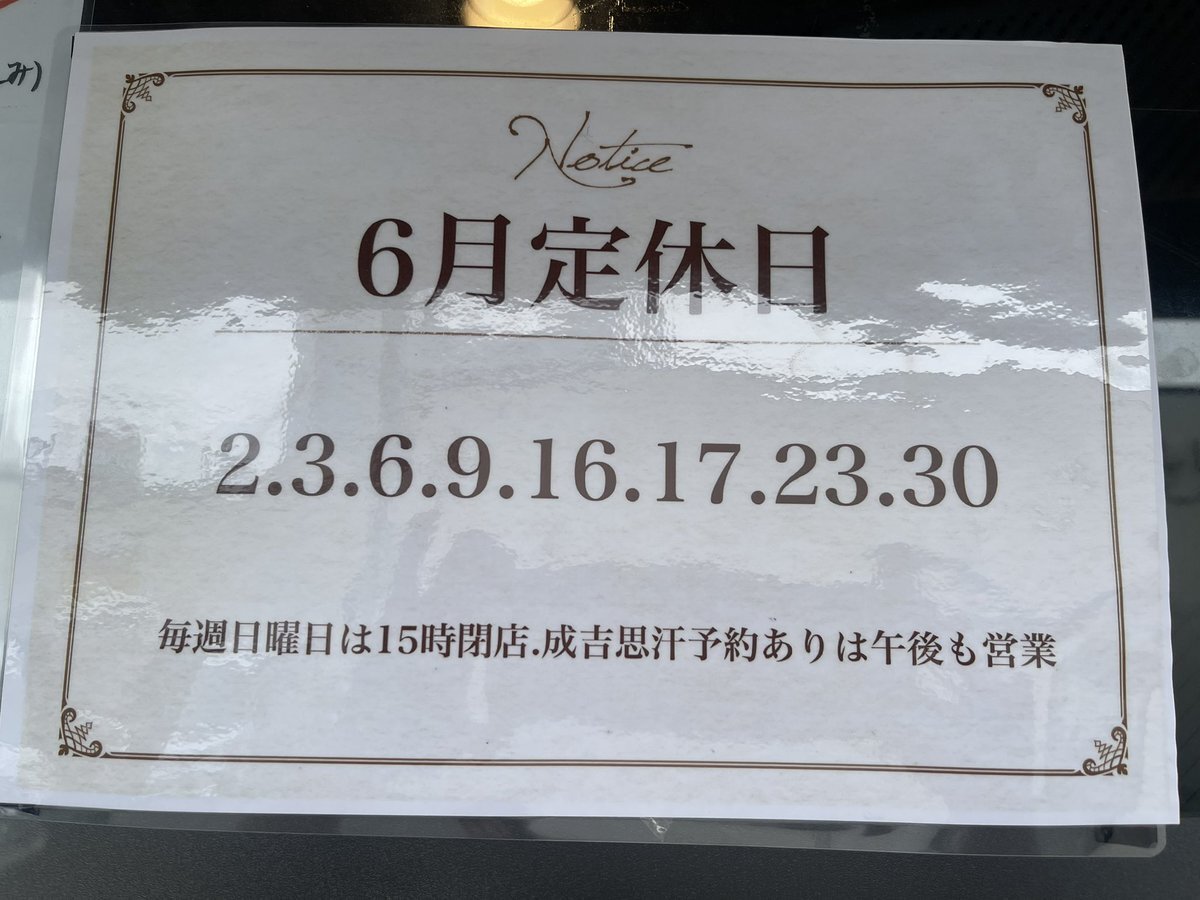 み)
Notice
6月定休日
2.3.6.9.16.17.23.30
毎週日曜日は15時閉店.成吉思汗予約ありは午後も営業